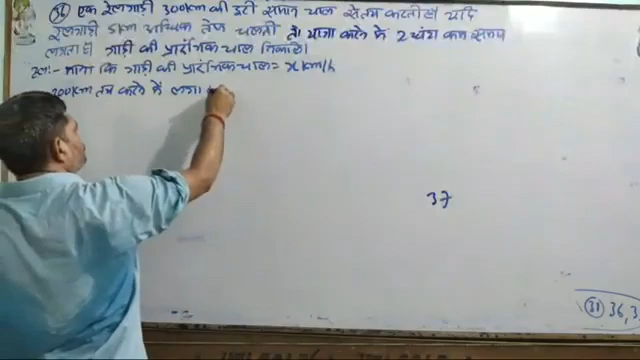 (36) एक रेलगाड़ी 300km की दूरी समान चाल से तय करती है। यदि
रेलगाड़ी 5km अधिक तेज चलती तो यात्रा करने में 2 घंटा कम समय
लगता है। गाड़ी की प्रारंभिक चाल निकालें।
हलः- माना कि गाड़ी की प्रारंभिक चाल = x km/h
300km तय करने में लगा
37
(31) 36,3